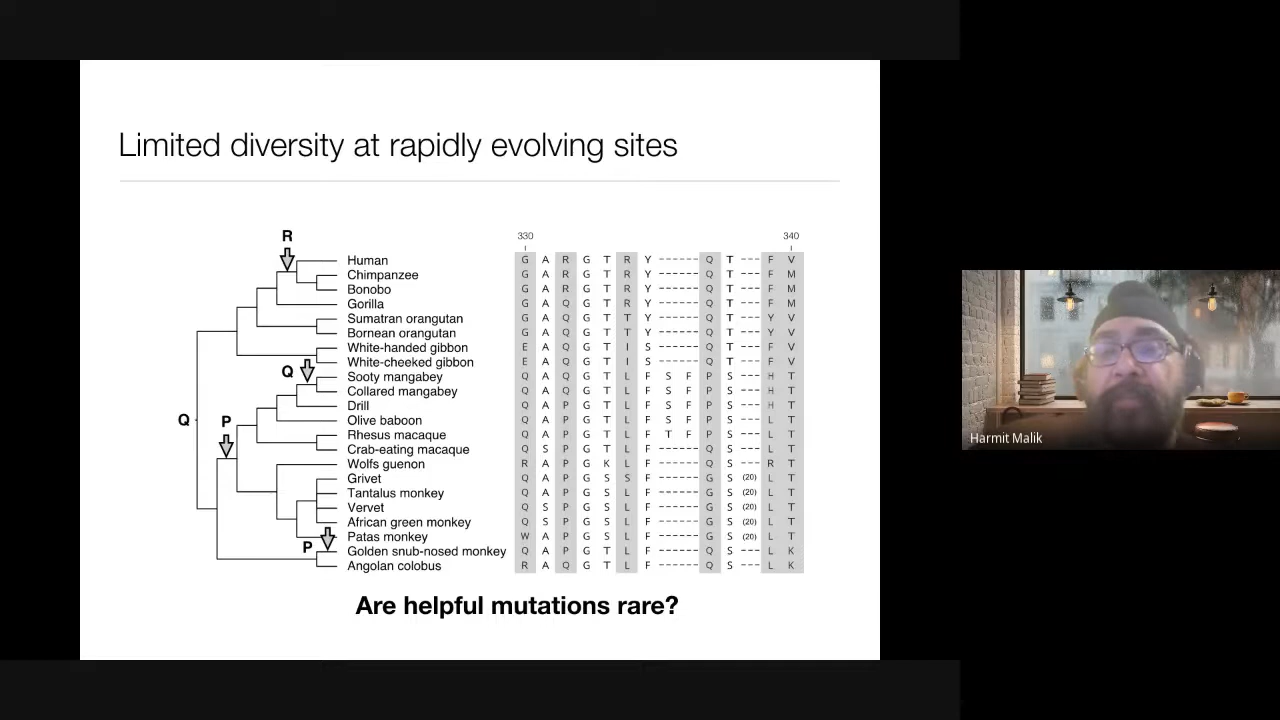 Limited diversity at rapidly evolving sites
R
330 340
Human G A R G T R Y ------ Q T --- F V
Chimpanzee G A R G T R Y ------ Q T --- F M
Bonobo G A R G T R Y ------ Q T --- F M
Gorilla G A Q G T R Y ------ Q T --- F M
Sumatran orangutan G A Q G T T Y ------ Q T --- Y V
Bornean orangutan G A Q G T T Y ------ Q T --- Y V
White-handed gibbon E A Q G T I S ------ Q T --- F V
White-cheeked gibbon E A Q G T I S ------ Q T --- F V
Q
Sooty mangabey Q A Q G T L F S F P S --- H T
Collared mangabey Q A Q G T L F S F P S --- H T
Drill Q A P G T L F S F P S --- H T
Q P
Olive baboon Q A P G T L F S F P S --- L T
Rhesus macaque Q A P G T L F T F P S --- L T
Crab-eating macaque Q S P G T L F ------ Q S --- L T
Wolfs guenon R A P G K L F ------ Q S --- R T
Grivet Q A P G S S F ------ G S (20) L T
Tantalus monkey Q A P G S L F ------ G S (20) L T
Vervet Q S P G S L F ------ G S (20) L T
African green monkey Q S P G S L F ------ G S (20) L T
Patas monkey W A P G S L F ------ G S (20) L T
P
Golden snub-nosed monkey Q A P G T L F ------ Q S --- L K
Angolan colobus R A Q G T L F ------ Q S --- L K
Are helpful mutations rare?
Harmit Malik